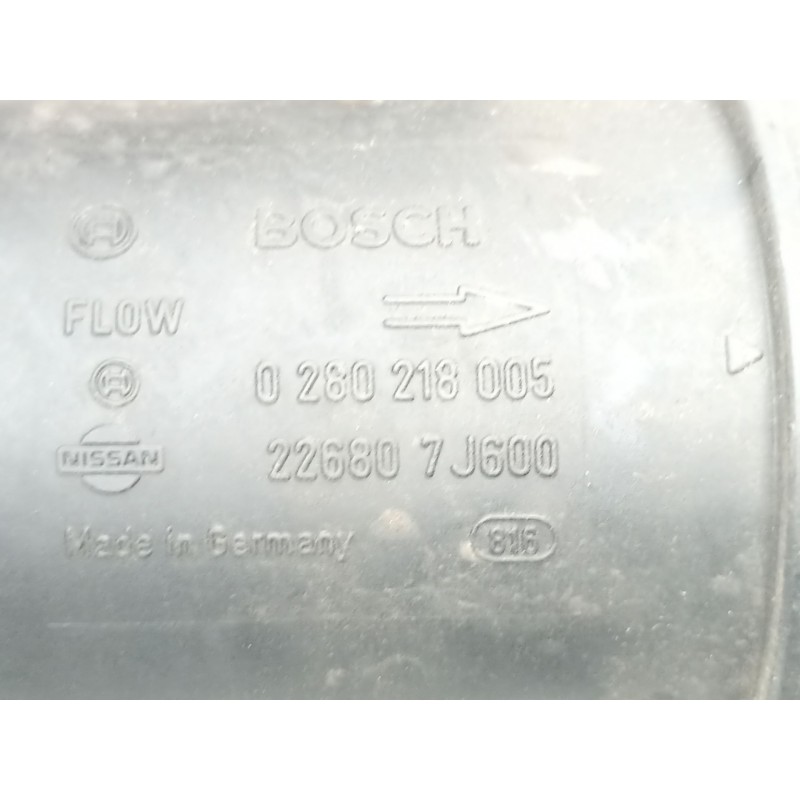 BOSCH
FLOW
0 280 218 005
NISSAN 22680 7J600
Made in Germany 816